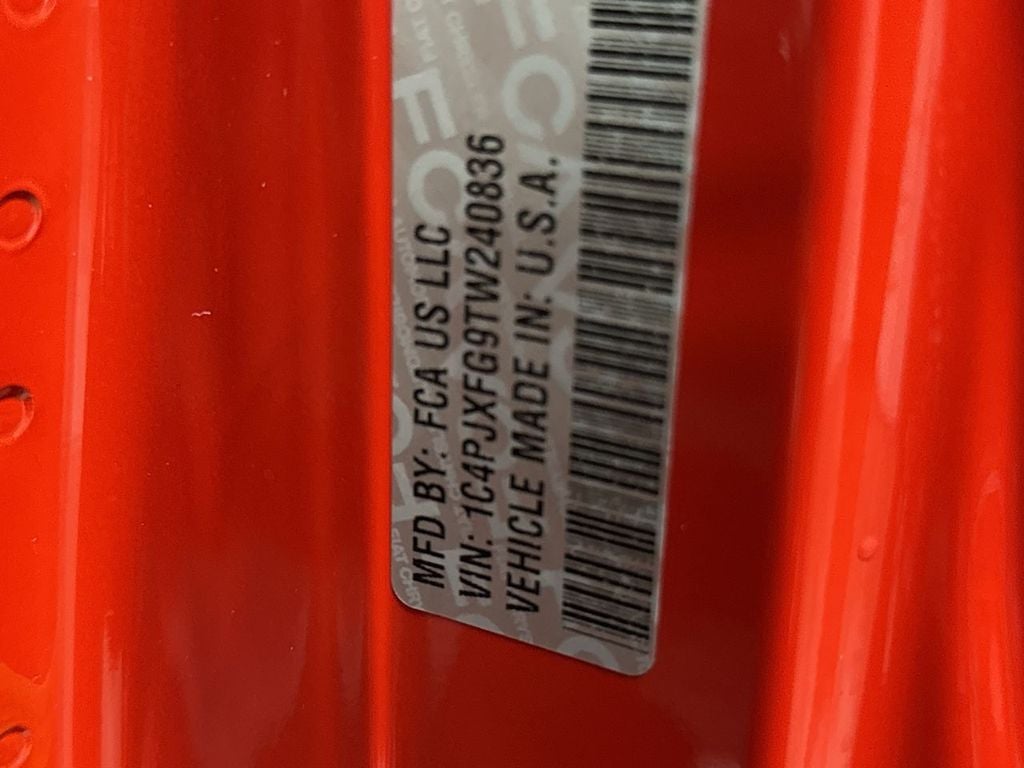 MFD BY: FCA US LLC
VIN: 1C4PJXFG9TW240836
VEHICLE MADE IN: U.S.A.